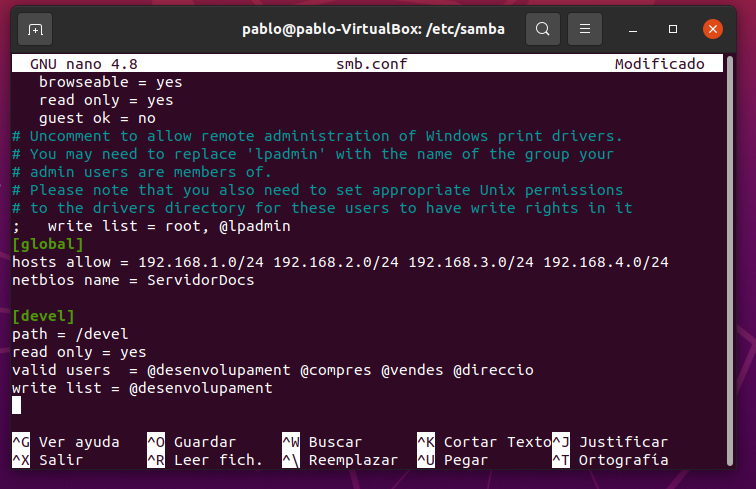 pablo@pablo-VirtualBox: /etc/samba
GNU nano 4.8 smb.conf Modificado
browseable = yes
read only = yes
guest ok = no
# Uncomment to allow remote administration of Windows print drivers.
# You may need to replace 'lpadmin' with the name of the group your
# admin users are members of.
# Please note that you also need to set appropriate Unix permissions
# to the drivers directory for these users to have write rights in it
;   write list = root, @lpadmin
[global]
hosts allow = 192.168.1.0/24 192.168.2.0/24 192.168.3.0/24 192.168.4.0/24
netbios name = ServidorDocs
[devel]
path = /devel
read only = yes
valid users  = @desenvolupament @compres @vendes @direccio
write list = @desenvolupament
^G Ver ayuda ^O Guardar ^W Buscar ^K Cortar Texto ^J Justificar
^X Salir ^R Leer fich. ^\ Reemplazar ^U Pegar ^T Ortografía